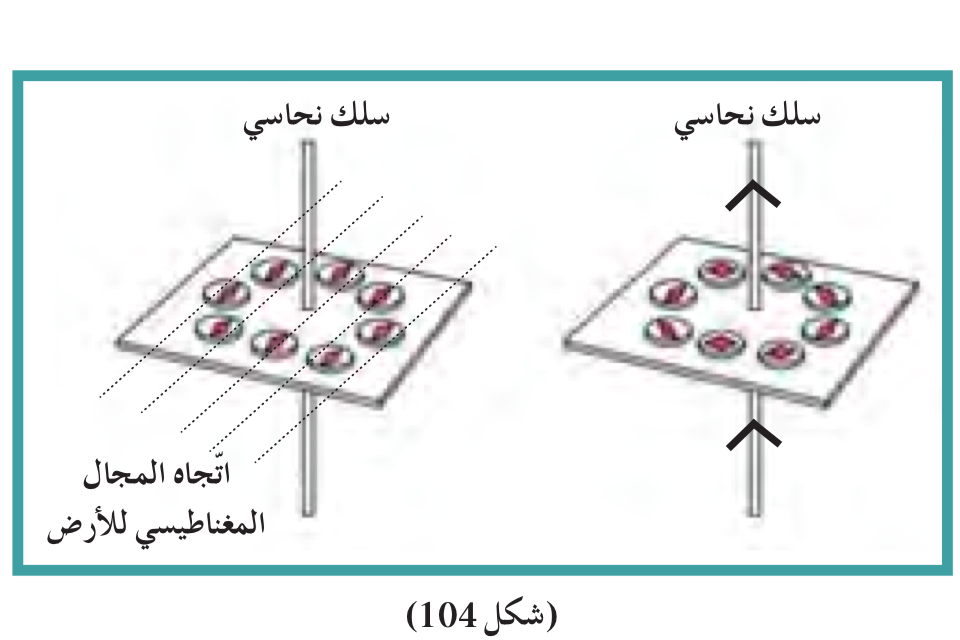 سلك نحاسي
سلك نحاسي
اتّجاه المجال
المغناطيسي للأرض
(شكل 104)